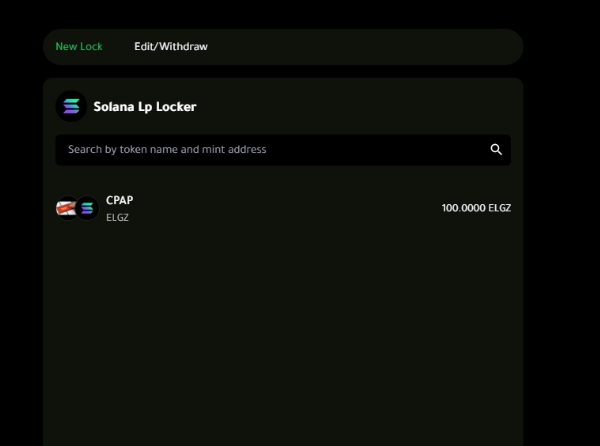 New Lock Edit/Withdraw
Solana Lp Locker
Search by token name and mint address
CPAP
ELGZ
100.0000 ELGZ